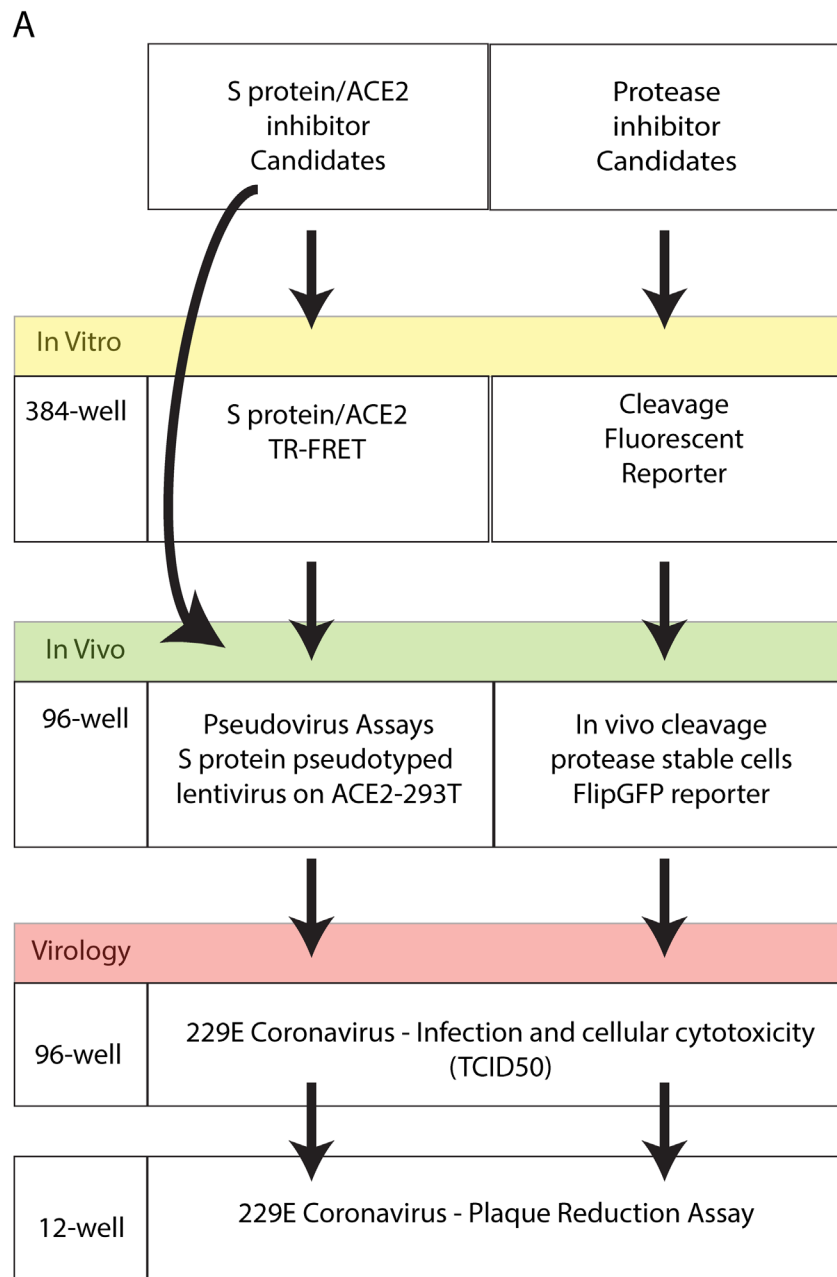 A
S protein/ACE2
inhibitor
Candidates
Protease
inhibitor
Candidates
In Vitro
384-well
S protein/ACE2
TR-FRET
Cleavage
Fluorescent
Reporter
In Vivo
96-well
Pseudovirus Assays
S protein pseudotyped
lentivirus on ACE2-293T
In vivo cleavage
protease stable cells
FlipGFP reporter
Virology
96-well
229E Coronavirus - Infection and cellular cytotoxicity
(TCID50)
12-well
229E Coronavirus - Plaque Reduction Assay